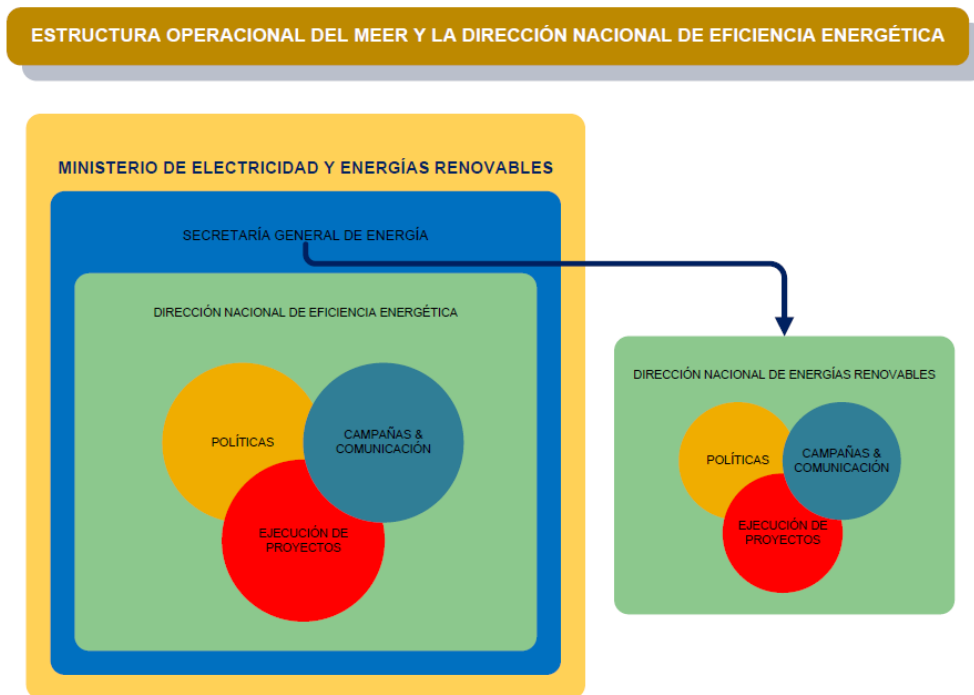 ESTRUCTURA OPERACIONAL DEL MEER Y LA DIRECCIÓN NACIONAL DE EFICIENCIA ENERGÉTICA
MINISTERIO DE ELECTRICIDAD Y ENERGÍAS RENOVABLES
SECRETARÍA GENERAL DE ENERGÍA
DIRECCIÓN NACIONAL DE EFICIENCIA ENERGÉTICA
POLÍTICAS
CAMPAÑAS &
COMUNICACIÓN
EJECUCIÓN DE
PROYECTOS
DIRECCIÓN NACIONAL DE ENERGÍAS RENOVABLES
POLÍTICAS
CAMPAÑAS &
COMUNICACIÓN
EJECUCIÓN DE
PROYECTOS